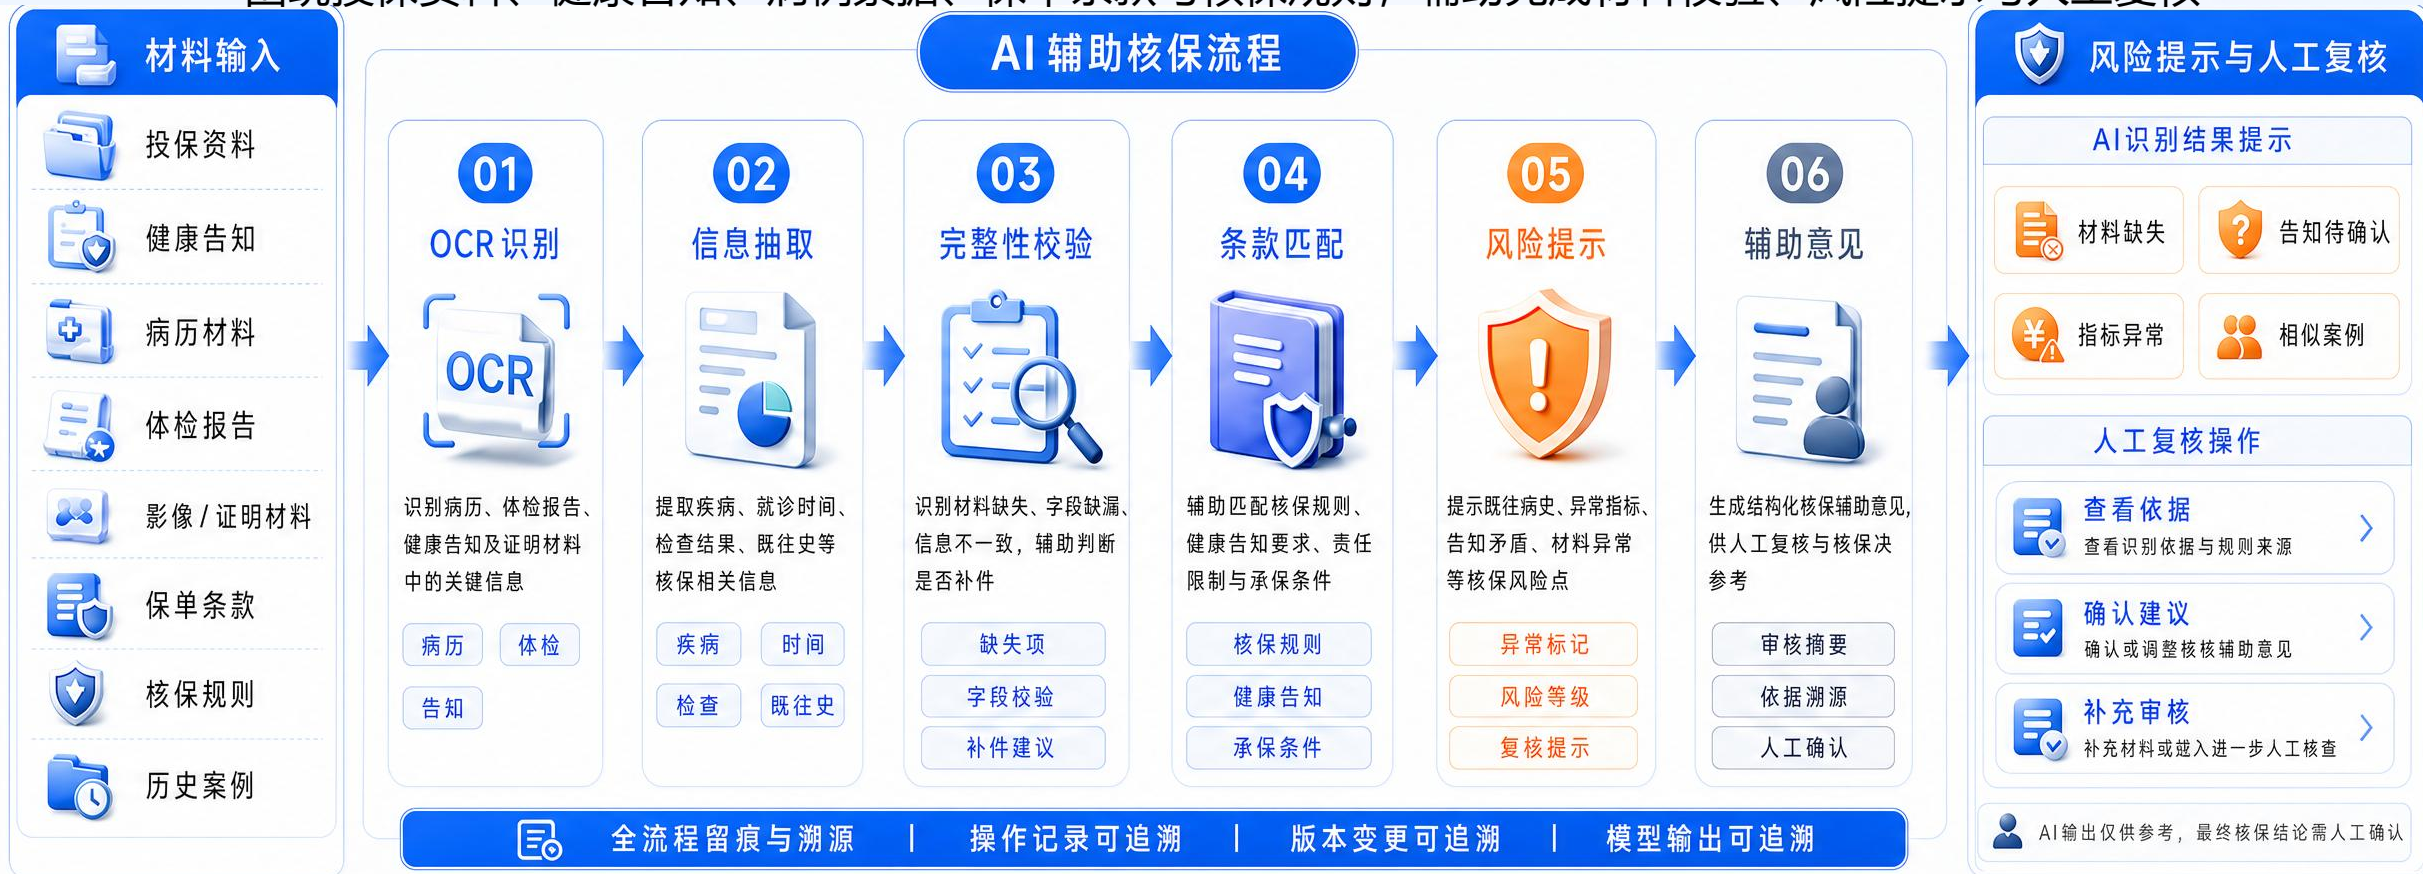 材料输入
投保资料
健康告知
病历材料
体检报告
影像 / 证明材料
保单条款
核保规则
历史案例
AI 辅助核保流程
01
OCR 识别
OCR
识别病历、体检报告、
健康告知及证明材料
中的关键信息
病历
体检
告知
02
信息抽取
提取疾病、就诊时间、
检查结果、既往史等
核保相关信息
疾病
时间
检查
既往史
03
完整性校验
识别材料缺失、字段缺漏、
信息不一致，辅助判断
是否补件
缺失项
字段校验
补件建议
04
条款匹配
辅助匹配核保规则、
健康告知要求、责任
限制与承保条件
核保规则
健康告知
承保条件
05
风险提示
提示既往病史、异常指标、
告知矛盾、材料异常
等核保风险点
异常标记
风险等级
复核提示
06
辅助意见
生成结构化核保辅助意见,
供人工复核与核保决
参考
审核摘要
依据溯源
人工确认
全流程留痕与溯源 | 操作记录可追溯 | 版本变更可追溯 | 模型输出可追溯
风险提示与人工复核
AI识别结果提示
材料缺失
? 告知待确认
¥ 指标异常
相似案例
人工复核操作
查看依据
查看识别依据与规则来源
确认建议
确认或调整核核辅助意见
补充审核
补充材料或进一步人工核查
AI输出仅供参考，最终核保结论需人工确认